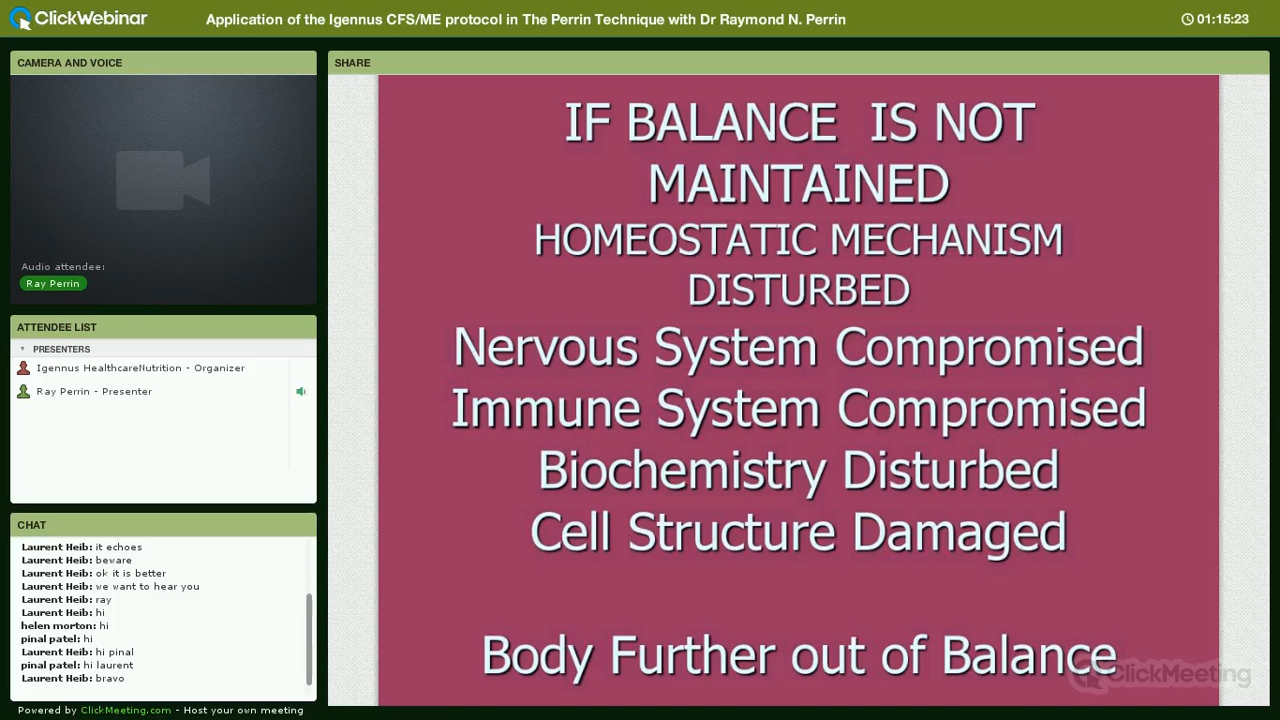 ClickWebinar
Application of the Igennus CFS/ME protocol in The Perrin Technique with Dr Raymond N. Perrin
01:15:23
CAMERA AND VOICE
Audio attendee:
Ray Perrin
ATTENDEE LIST
PRESENTERS
Igennus HealthcareNutrition - Organizer
Ray Perrin - Presenter
CHAT
Laurent Heib: it echoes
Laurent Heib: beware
Laurent Heib: ok it is better
Laurent Heib: we want to hear you
Laurent Heib: ray
Laurent Heib: hi
helen morton: hi
pinal patel: hi
Laurent Heib: hi pinal
pinal patel: hi laurent
Laurent Heib: bravo
Powered by ClickMeeting.com - Host your own meeting
SHARE
IF BALANCE IS NOT
MAINTAINED
HOMEOSTATIC MECHANISM
DISTURBED
Nervous System Compromised
Immune System Compromised
Biochemistry Disturbed
Cell Structure Damaged
Body Further out of Balance
ClickMeeting